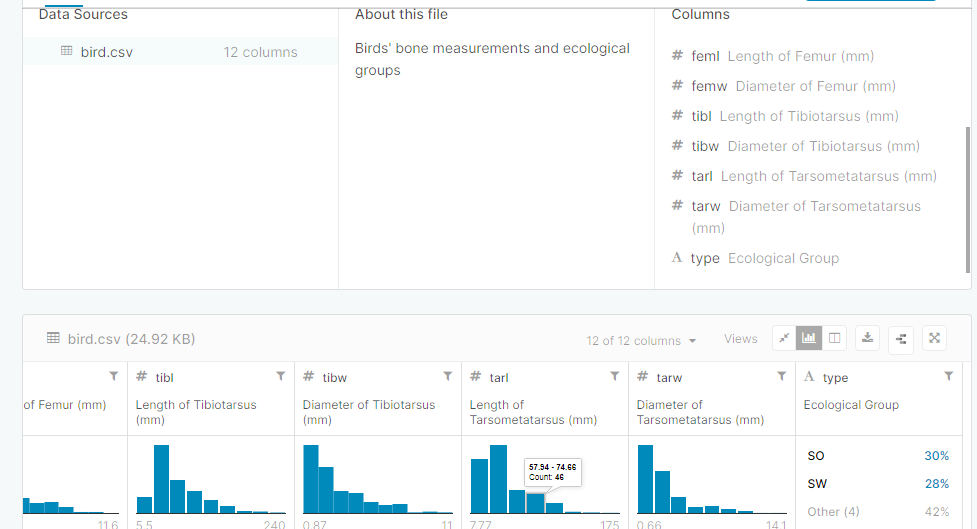 Data Sources
bird.csv 12 columns
About this file
Birds' bone measurements and ecological
groups
Columns
# feml Length of Femur (mm)
# femw Diameter of Femur (mm)
# tibl Length of Tibiotarsus (mm)
# tibw Diameter of Tibiotarsus (mm)
# tarl Length of Tarsometatarsus (mm)
# tarw Diameter of Tarsometatarsus
(mm)
A type Ecological Group
bird.csv (24.92 KB)
12 of 12 columns
Views
of Femur (mm)
11.6
# tibl
Length of Tibiotarsus
(mm)
5.5 240
# tibw
Diameter of Tibiotarsus
(mm)
0.87 11
# tarl
Length of
Tarsometatarsus (mm)
57.94 - 74.66
Count: 46
7.77 175
# tarw
Diameter of
Tarsometatarsus (mm)
0.66 14.1
A type
Ecological Group
SO 30%
SW 28%
Other (4) 42%